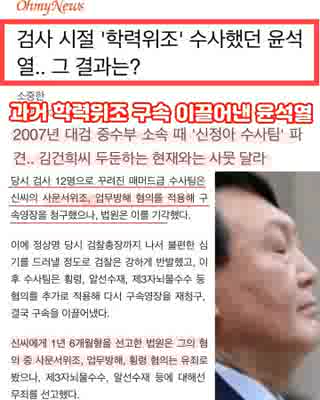 OhmyNews
검사 시절 '학력위조' 수사했던 윤석
열.. 그 결과는?
소중한
과거 학력위조 구속 이끌어낸 윤석열
2007년 대검 중수부 소속 때 '신정아 수사팀' 파
견.. 김건희씨 두둔하는 현재와는 사뭇 달라
당시 검사 12명으로 꾸려진 매머드급 수사팀은
신씨의 사문서위조, 업무방해 혐의를 적용해 구
속영장을 청구했으나, 법원은 이를 기각했다.
이에 정상명 당시 검찰총장까지 나서 불편한 심
기를 드러낼 정도로 검찰은 강하게 반발했고, 이
후 수사팀은 횡령, 알선수재, 제3자뇌물수수 등
혐의를 추가로 적용해 다시 구속영장을 재청구,
결국 구속을 이끌어냈다.
신씨에게 1년 6개월형을 선고한 법원은 그의 혐
의 중 사문서위조, 업무방해, 횡령 혐의는 유죄로
봤으나, 제3자뇌물수수, 알선수재 등에 대해선
무죄를 선고했다.